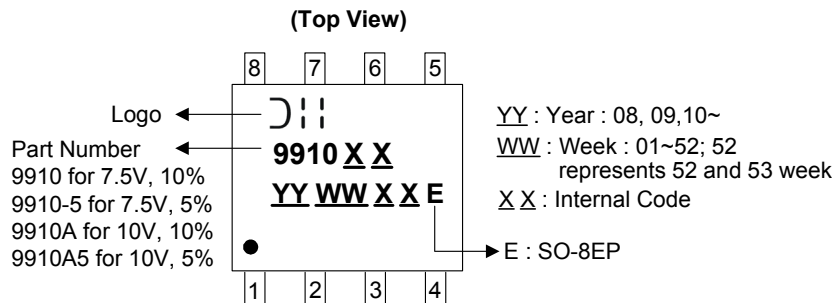 (Top View)
8 7 6 5
Logo
Part Number
9910 for 7.5V, 10%
9910-5 for 7.5V, 5%
9910A for 10V, 10%
9910A5 for 10V, 5%
9910 X X
YY WW X X E
1 2 3 4
YY : Year : 08, 09,10~
WW : Week : 01~52; 52
represents 52 and 53 week
X X : Internal Code
E : SO-8EP